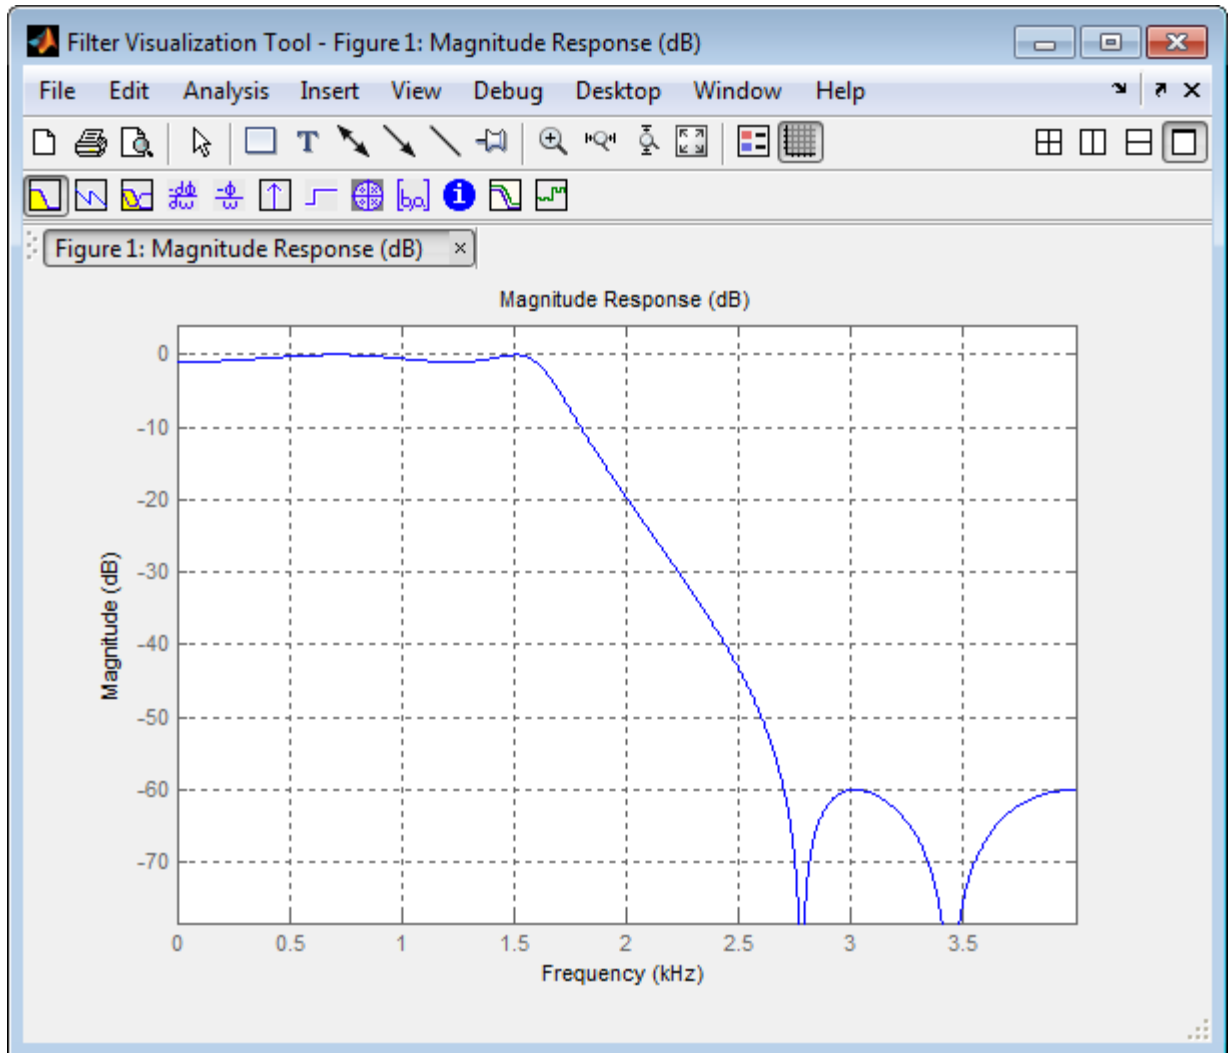 Filter Visualization Tool - Figure 1: Magnitude Response (dB)
File Edit Analysis Insert View Debug Desktop Window Help
Figure 1: Magnitude Response (dB)
Magnitude Response (dB)
0
-10
-20
-30
-40
-50
-60
-70
Magnitude (dB)
0 0.5 1 1.5 2 2.5 3 3.5
Frequency (kHz)